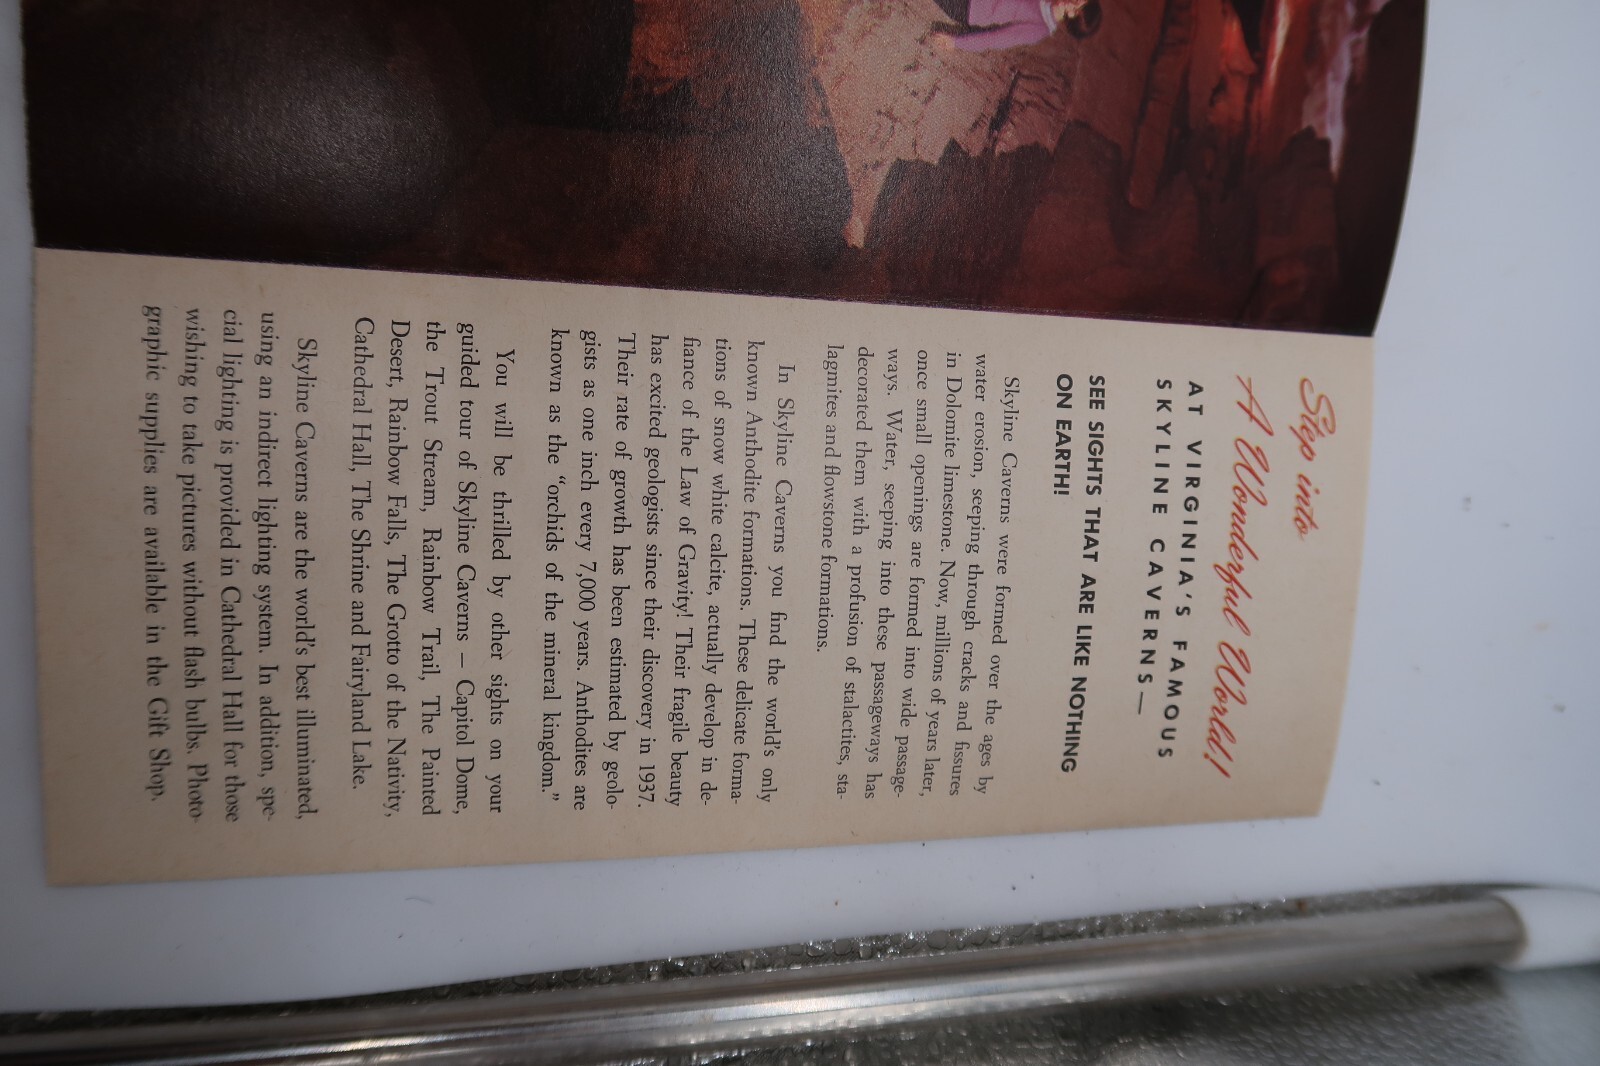 Step into
A Wonderful World!
AT VIRGINIA'S FAMOUS
SKYLINE CAVERNS—
SEE SIGHTS THAT ARE LIKE NOTHING
ON EARTH!
Skyline Caverns were formed over the ages by
water erosion, seeping through cracks and fissures
in Dolomite limestone. Now, millions of years later,
once small openings are formed into wide passage-
ways. Water, seeping into these passageways has
decorated them with a profusion of stalactites, sta-
lagmites and flowstone formations.
In Skyline Caverns you find the world's only
known Anthodite formations. These delicate forma-
tions of snow white calcite, actually develop in de-
fiance of the Law of Gravity! Their fragile beauty
has excited geologists since their discovery in 1937.
Their rate of growth has been estimated by geolo-
gists as one inch every 7,000 years. Anthodites are
known as the "orchids of the mineral kingdom."
You will be thrilled by other sights on your
guided tour of Skyline Caverns — Capitol Dome,
the Trout Stream, Rainbow Trail, The Painted
Desert, Rainbow Falls, The Grotto of the Nativity,
Cathedral Hall, The Shrine and Fairyland Lake.
Skyline Caverns are the world's best illuminated,
using an indirect lighting system. In addition, spe-
cial lighting is provided in Cathedral Hall for those
wishing to take pictures without flash bulbs. Photo-
graphic supplies are available in the Gift Shop.